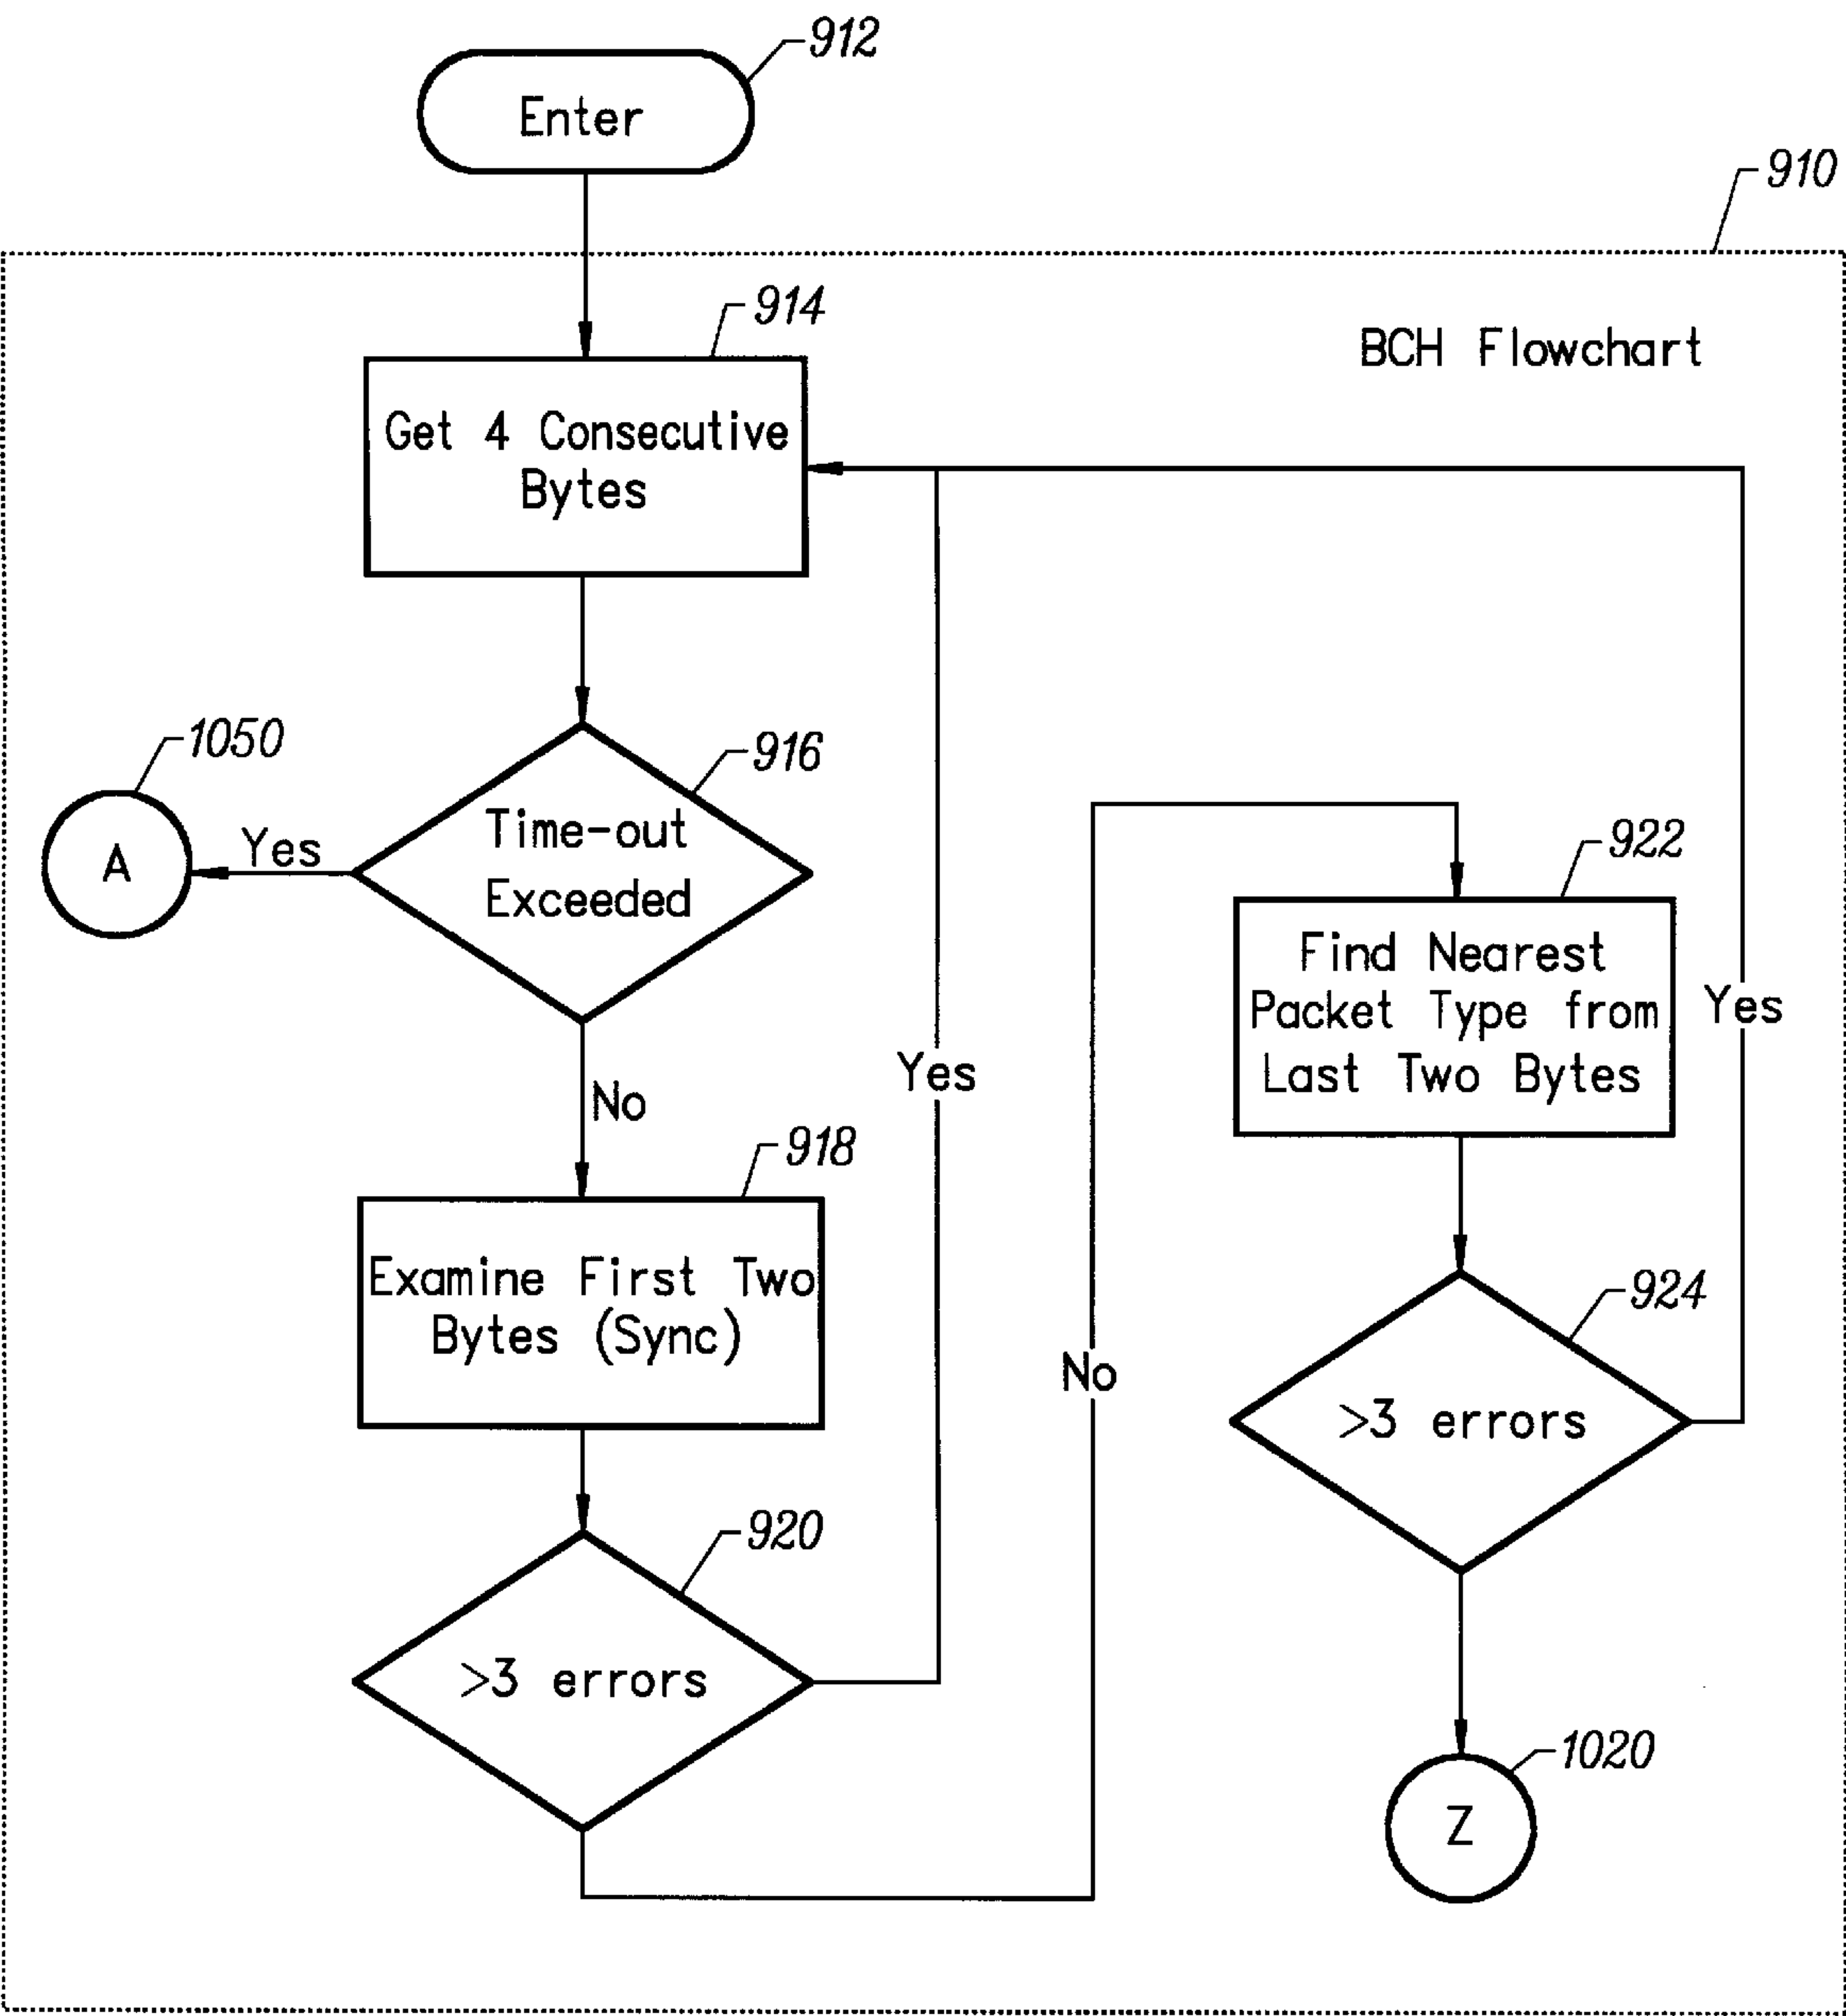 912
Enter
910
914
BCH Flowchart
Get 4 Consecutive
Bytes
1050
916
Time-out
Exceeded
Yes
A
922
Find Nearest
Packet Type from
Last Two Bytes
Yes
Yes
No
918
Examine First Two
Bytes (Sync)
924
No
>3 errors
920
>3 errors
1020
Z